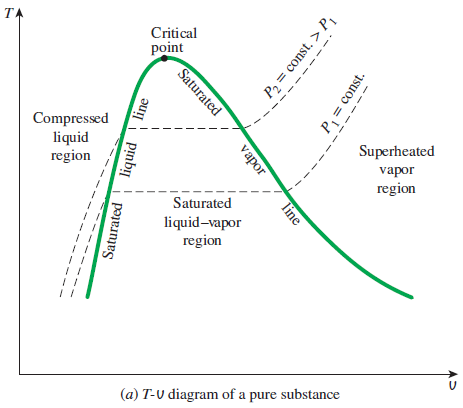 T
Critical
point
P₂ = const. > P₁
P₁ = const.
Saturated
vapor
line
Compressed
liquid
region
Saturated
liquid
line
Superheated
vapor
region
Saturated
liquid–vapor
region
υ
(a) T-υ diagram of a pure substance